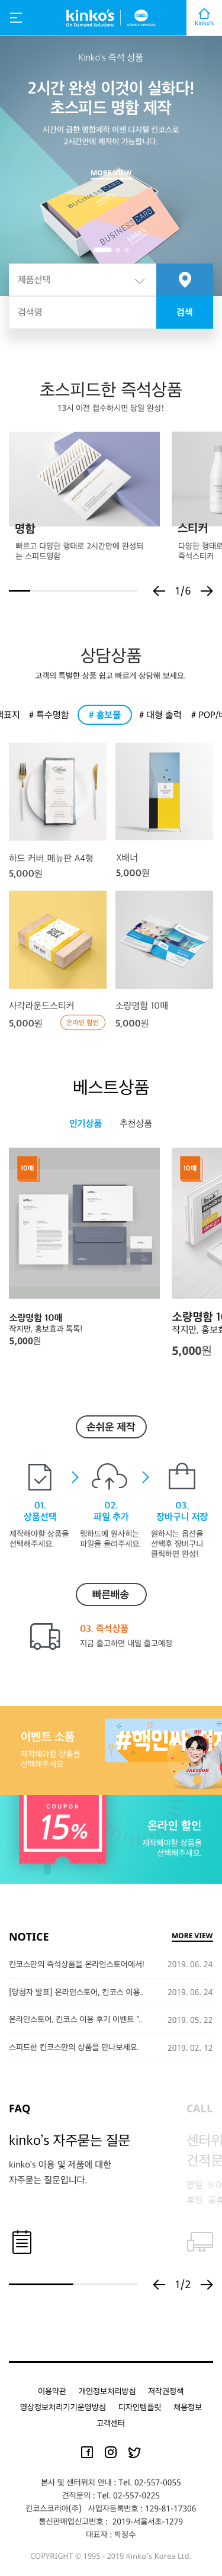 kinko's
On Demand Solutions
Kinko's
Kinko's 즉석 상품
2시간 완성 이것이 실화다!
초스피드 명함 제작
시간이 급한 명함제작 이젠 디지털 킨코스로
2시간만에 제작이 가능합니다.
MORE VIEW
BUSINESS CARD
BUSINESS CARD
제품선택
검색명
검색
초스피드한 즉석상품
13시 이전 접수하시면 당일 완성!
명함
빠르고 다양한 행태로 2시간만에 완성되
는 스피드명함
스티커
다양한 형태로
즉석스티커
1/6
상담상품
고객의 특별한 상품 쉽고 빠르게 상담해 보세요.
책표지
# 특수명함
# 홍보물
# 대형 출력
# POP/배
하드 커버_메뉴판 A4형
5,000원
X배너
5,000원
사각라운드스티커
5,000원
온라인 할인
소량명함 10매
5,000원
베스트상품
인기상품
추천상품
10매
10매
소량명함 10매
작지만, 홍보효과 톡톡!
5,000원
소량명함 10
작지만, 홍보효
5,000원
손쉬운 제작
01.
상품선택
제작해야할 상품을
선택해주세요.
02.
파일 추가
웹하드에 원사히는
파일을 올려주세요.
03.
장바구니 저장
원하시는 옵션을
선택후 장바구니
클릭하면 완성!
빠른배송
03. 즉석상품
지금 출고하면 내일 출고예정
이벤트 소품
제작해야할 상품을
선택해주세요.
#핵인싸
JAETOON
COUPON
15%
온라인 할인
제작해야할 상품을
선택해주세요.
NOTICE
MORE VIEW
킨코스만의 즉석상품을 온라인스토어에서!
2019. 06. 24
[당첨자 발표] 온라인스토어, 킨코스 이용..
2019. 06. 24
온라인스토어, 킨코스 이용 후기 이벤트 "..
2019. 05. 22
스피드한 킨코스만의 상품을 만나보세요.
2019. 02. 12
FAQ
kinko's 자주묻는 질문
kinko's 이용 및 제품에 대한
자주묻는 질문입니다.
CALL
센터위
견적문
평일 9:0
휴일 공휴
1/2
이용약관
개인정보처리방침
저작권정책
영상정보처리기기운영방침
디자인템플릿
채용정보
고객센터
본사 및 센터위치 안내 : Tel. 02-557-0055
견적문의 : Tel. 02-557-0225
킨코스코리아(주) 사업자등록번호 : 129-81-17306
통신판매업신고번호 : 2019-서울서초-1279
대표자 : 박정수
COPYRIGHT © 1995 - 2019 Kinko's Korea Ltd.